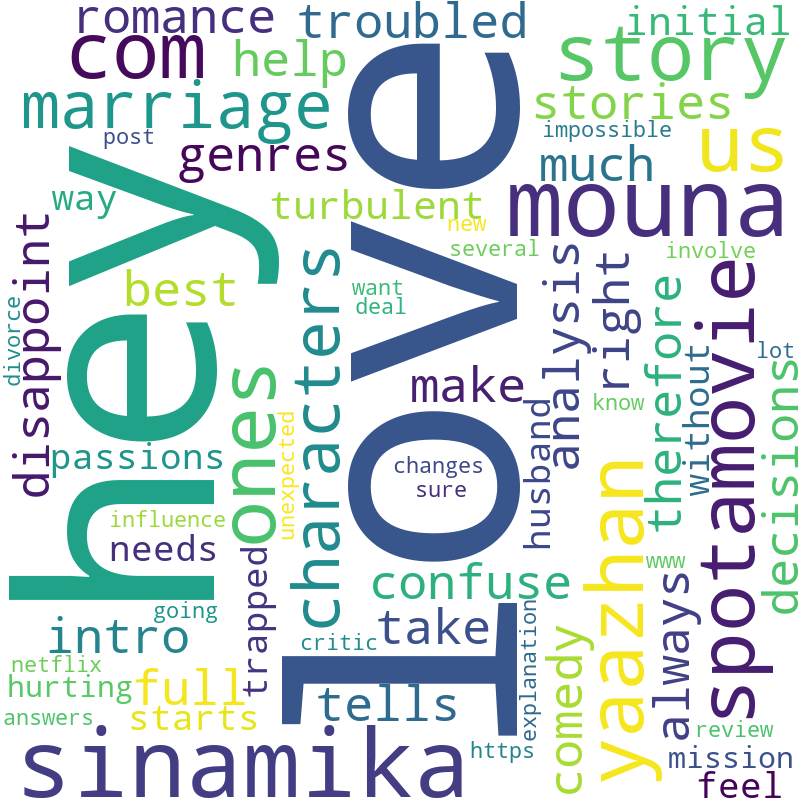 romance
troubled
initial
com
help
story
marriage
stories
post
genres
impossible
much
us
way
turbulent
mouna
new
several
involve
hey
love
best
disappoint
characters
want
deal
analysis
right
therefore
spotamovie
divorce
ones
make
know
lot
without
decisions
passions
unexpected
changes
sure
husband
yaazhan
influence
needs
trapped
confuse
www
always
going
intro
critic
take
explanation
comedy
netflix
hurting
full
answers
starts
tells
review
sinamika
https
mission
feel